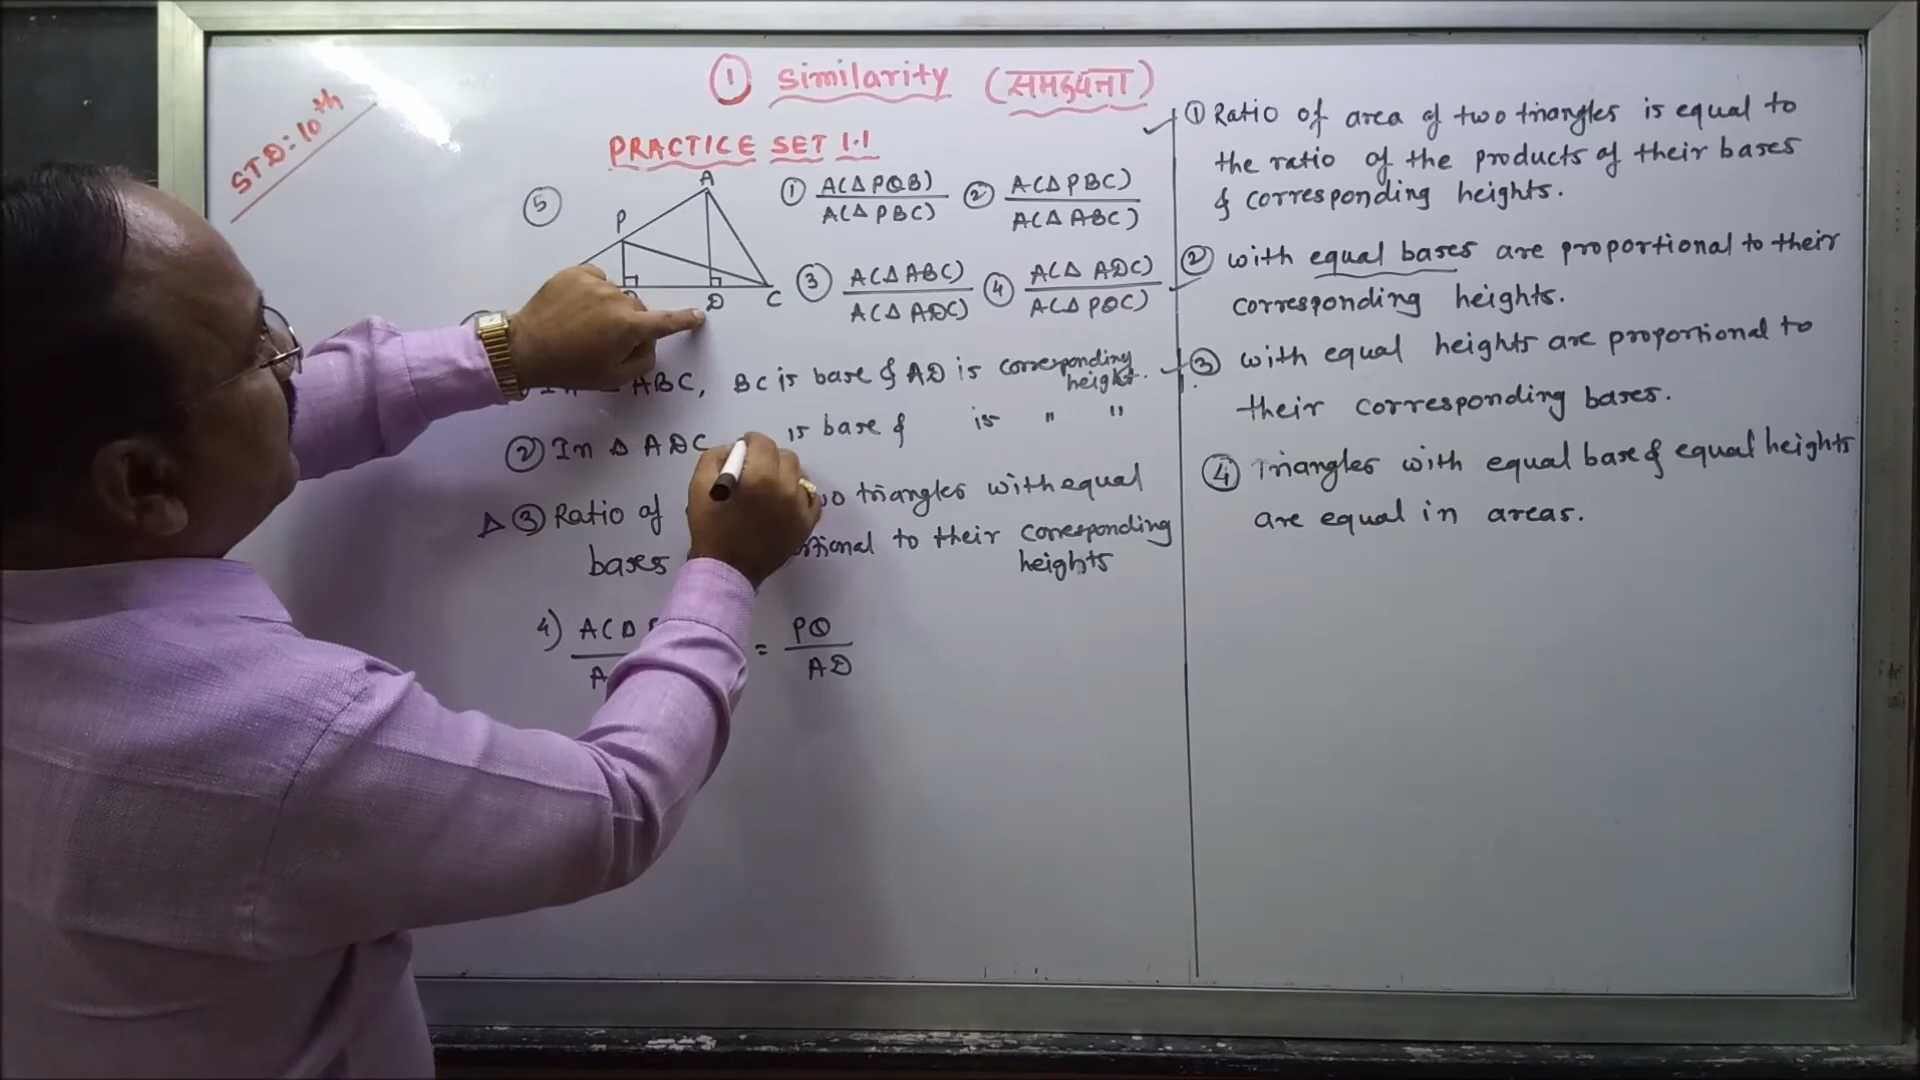 STD: 10th
① Similarity (समरूपता)
PRACTICE SET 1.1
⑤
A
P
D
C
① A(Δ PQB) / A(Δ PBC) ② A(Δ PBC) / A(Δ ABC)
③ A(Δ ABC) / A(Δ ADC) ④ A(Δ ADC) / A(Δ PQC)
ABC, BC is base & AD is corresponding
height.
② In Δ ADC is base & is " "
Δ ③ Ratio of two triangles with equal
bases to their corresponding
heights
4) A(Δ = PQ / AD
① Ratio of area of two triangles is equal to
the ratio of the products of their bases
& corresponding heights.
② with equal bases are proportional to their
corresponding heights.
③ with equal heights are proportional to
their corresponding bases.
④ Triangles with equal base & equal heights
are equal in areas.